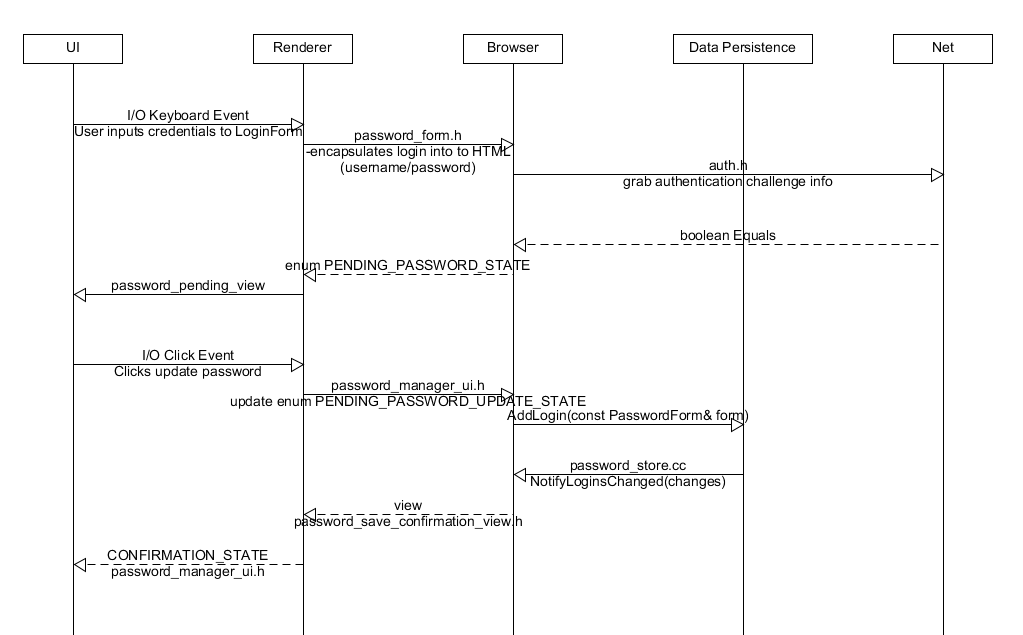 UI
Renderer
Browser
Data Persistence
Net
I/O Keyboard Event
User inputs credentials to LoginForm
password_form.h
-encapsulates login into to HTML
(username/password)
auth.h
grab authentication challenge info
boolean Equals
enum PENDING_PASSWORD_STATE
password_pending_view
I/O Click Event
Clicks update password
password_manager_ui.h
update enum PENDING_PASSWORD_UPDATE_STATE
AddLogin(const PasswordForm& form)
password_store.cc
NotifyLoginsChanged(changes)
view
password_save_confirmation_view.h
CONFIRMATION_STATE
password_manager_ui.h